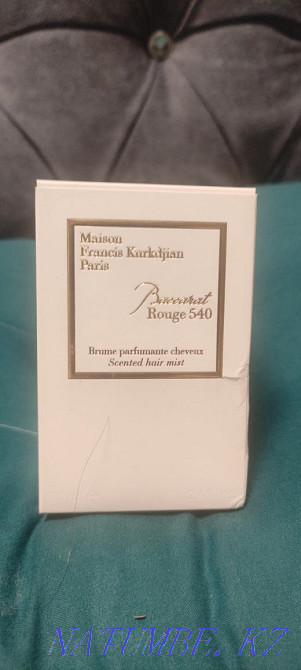 Maison
Francis Kurkdjian
Paris
Baccarat
Rouge 540
Brume parfumante cheveux
Scented hair mist
NATUMBE. KZ